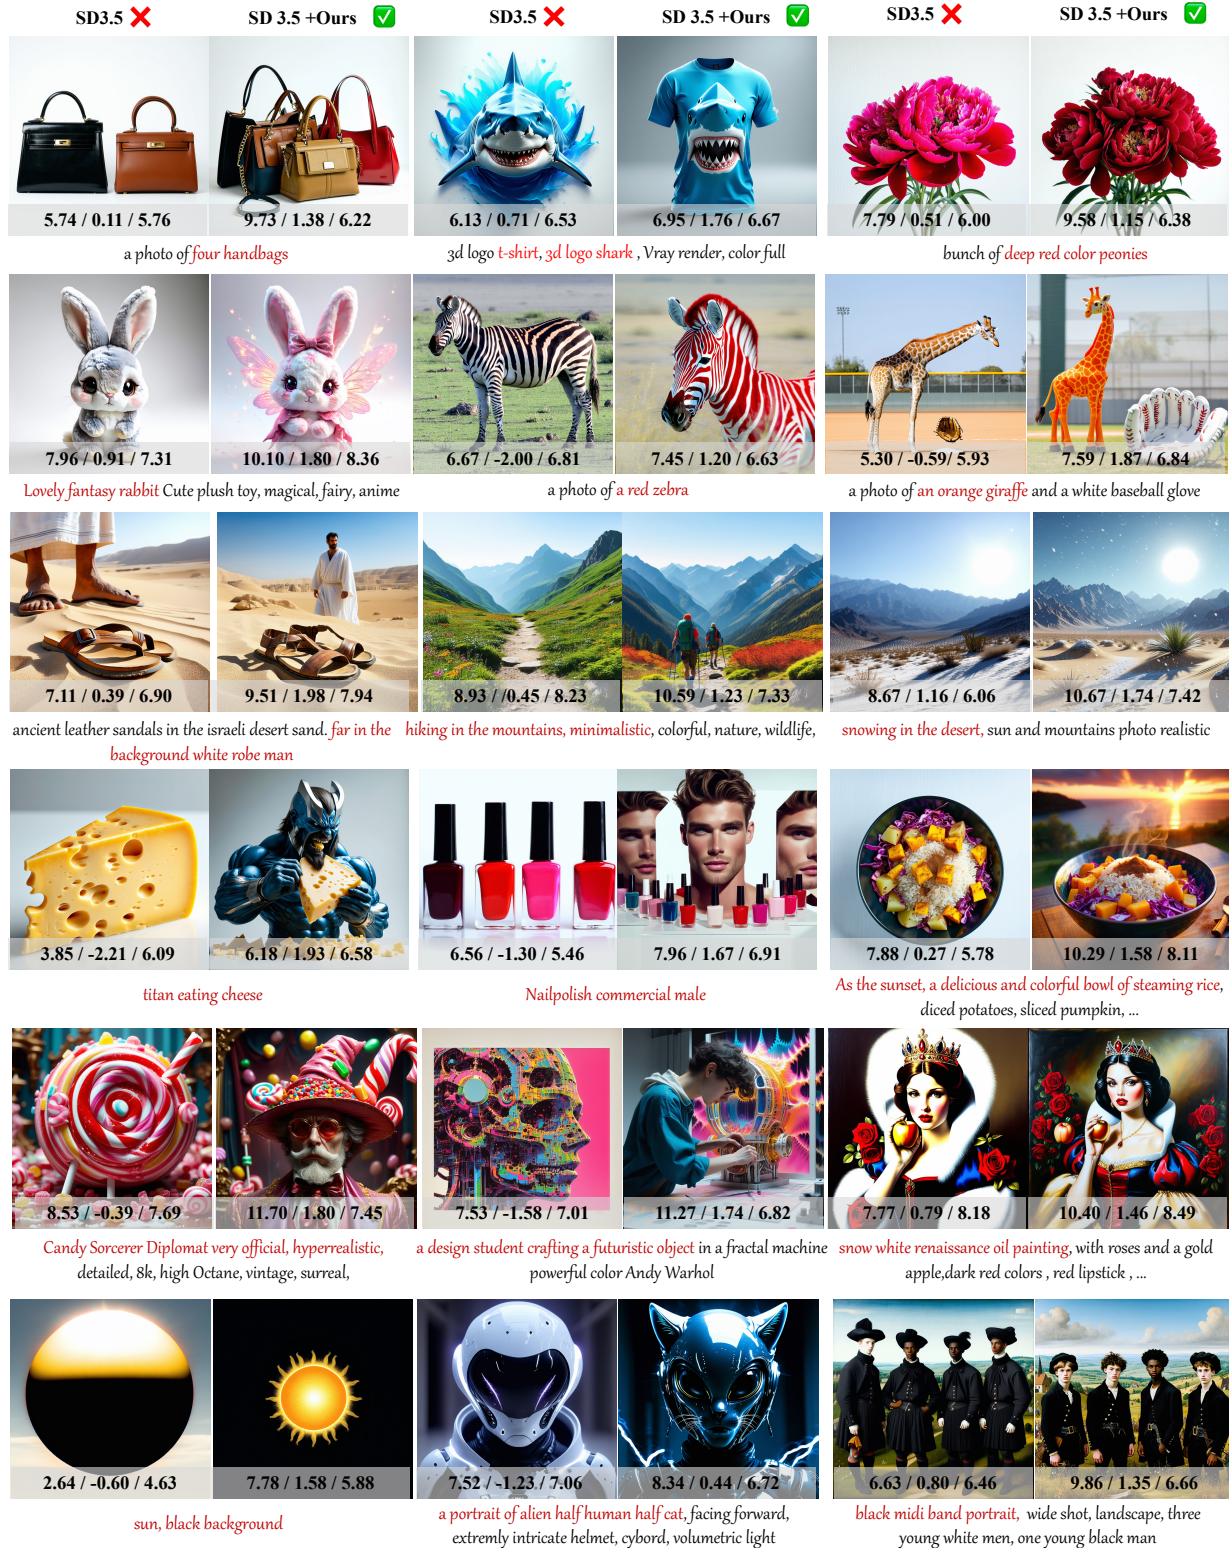 SD3.5 ❌ SD 3.5 +Ours ✅ SD3.5 ❌ SD 3.5 +Ours ✅ SD3.5 ❌ SD 3.5 +Ours ✅
5.74 / 0.11 / 5.76 9.73 / 1.38 / 6.22 6.13 / 0.71 / 6.53 6.95 / 1.76 / 6.67 7.79 / 0.51 / 6.00 9.58 / 1.15 / 6.38
a photo of four handbags 3d logo t-shirt, 3d logo shark , Vray render, color full bunch of deep red color peonies
7.96 / 0.91 / 7.31 10.10 / 1.80 / 8.36 6.67 / -2.00 / 6.81 7.45 / 1.20 / 6.63 5.30 / -0.59/ 5.93 7.59 / 1.87 / 6.84
Lovely fantasy rabbit Cute plush toy, magical, fairy, anime a photo of a red zebra a photo of an orange giraffe and a white baseball glove
7.11 / 0.39 / 6.90 9.51 / 1.98 / 7.94 8.93 / 0.45 / 8.23 10.59 / 1.23 / 7.33 8.67 / 1.16 / 6.06 10.67 / 1.74 / 7.42
ancient leather sandals in the israeli desert sand. far in the hiking in the mountains, minimalistic, colorful, nature, wildlife, snowing in the desert, sun and mountains photo realistic
background white robe man
3.85 / -2.21 / 6.09 6.18 / 1.93 / 6.58 6.56 / -1.30 / 5.46 7.96 / 1.67 / 6.91 7.88 / 0.27 / 5.78 10.29 / 1.58 / 8.11
titan eating cheese Nailpolish commercial male As the sunset, a delicious and colorful bowl of steaming rice,
diced potatoes, sliced pumpkin, ...
8.53 / -0.39 / 7.69 11.70 / 1.80 / 7.45 7.53 / -1.58 / 7.01 11.27 / 1.74 / 6.82 7.77 / 0.79 / 8.18 10.40 / 1.46 / 8.49
Candy Sorcerer Diplomat very official, hyperrealistic, a design student crafting a futuristic object in a fractal machine snow white renaissance oil painting, with roses and a gold
detailed, 8k, high Octane, vintage, surreal, powerful color Andy Warhol apple,dark red colors , red lipstick , ...
2.64 / -0.60 / 4.63 7.78 / 1.58 / 5.88 7.52 / -1.23 / 7.06 8.34 / 0.44 / 6.72 6.63 / 0.80 / 6.46 9.86 / 1.35 / 6.66
sun, black background a portrait of alien half human half cat, facing forward, black midi band portrait, wide shot, landscape, three
extremly intricate helmet, cybord, volumetric light young white men, one young black man